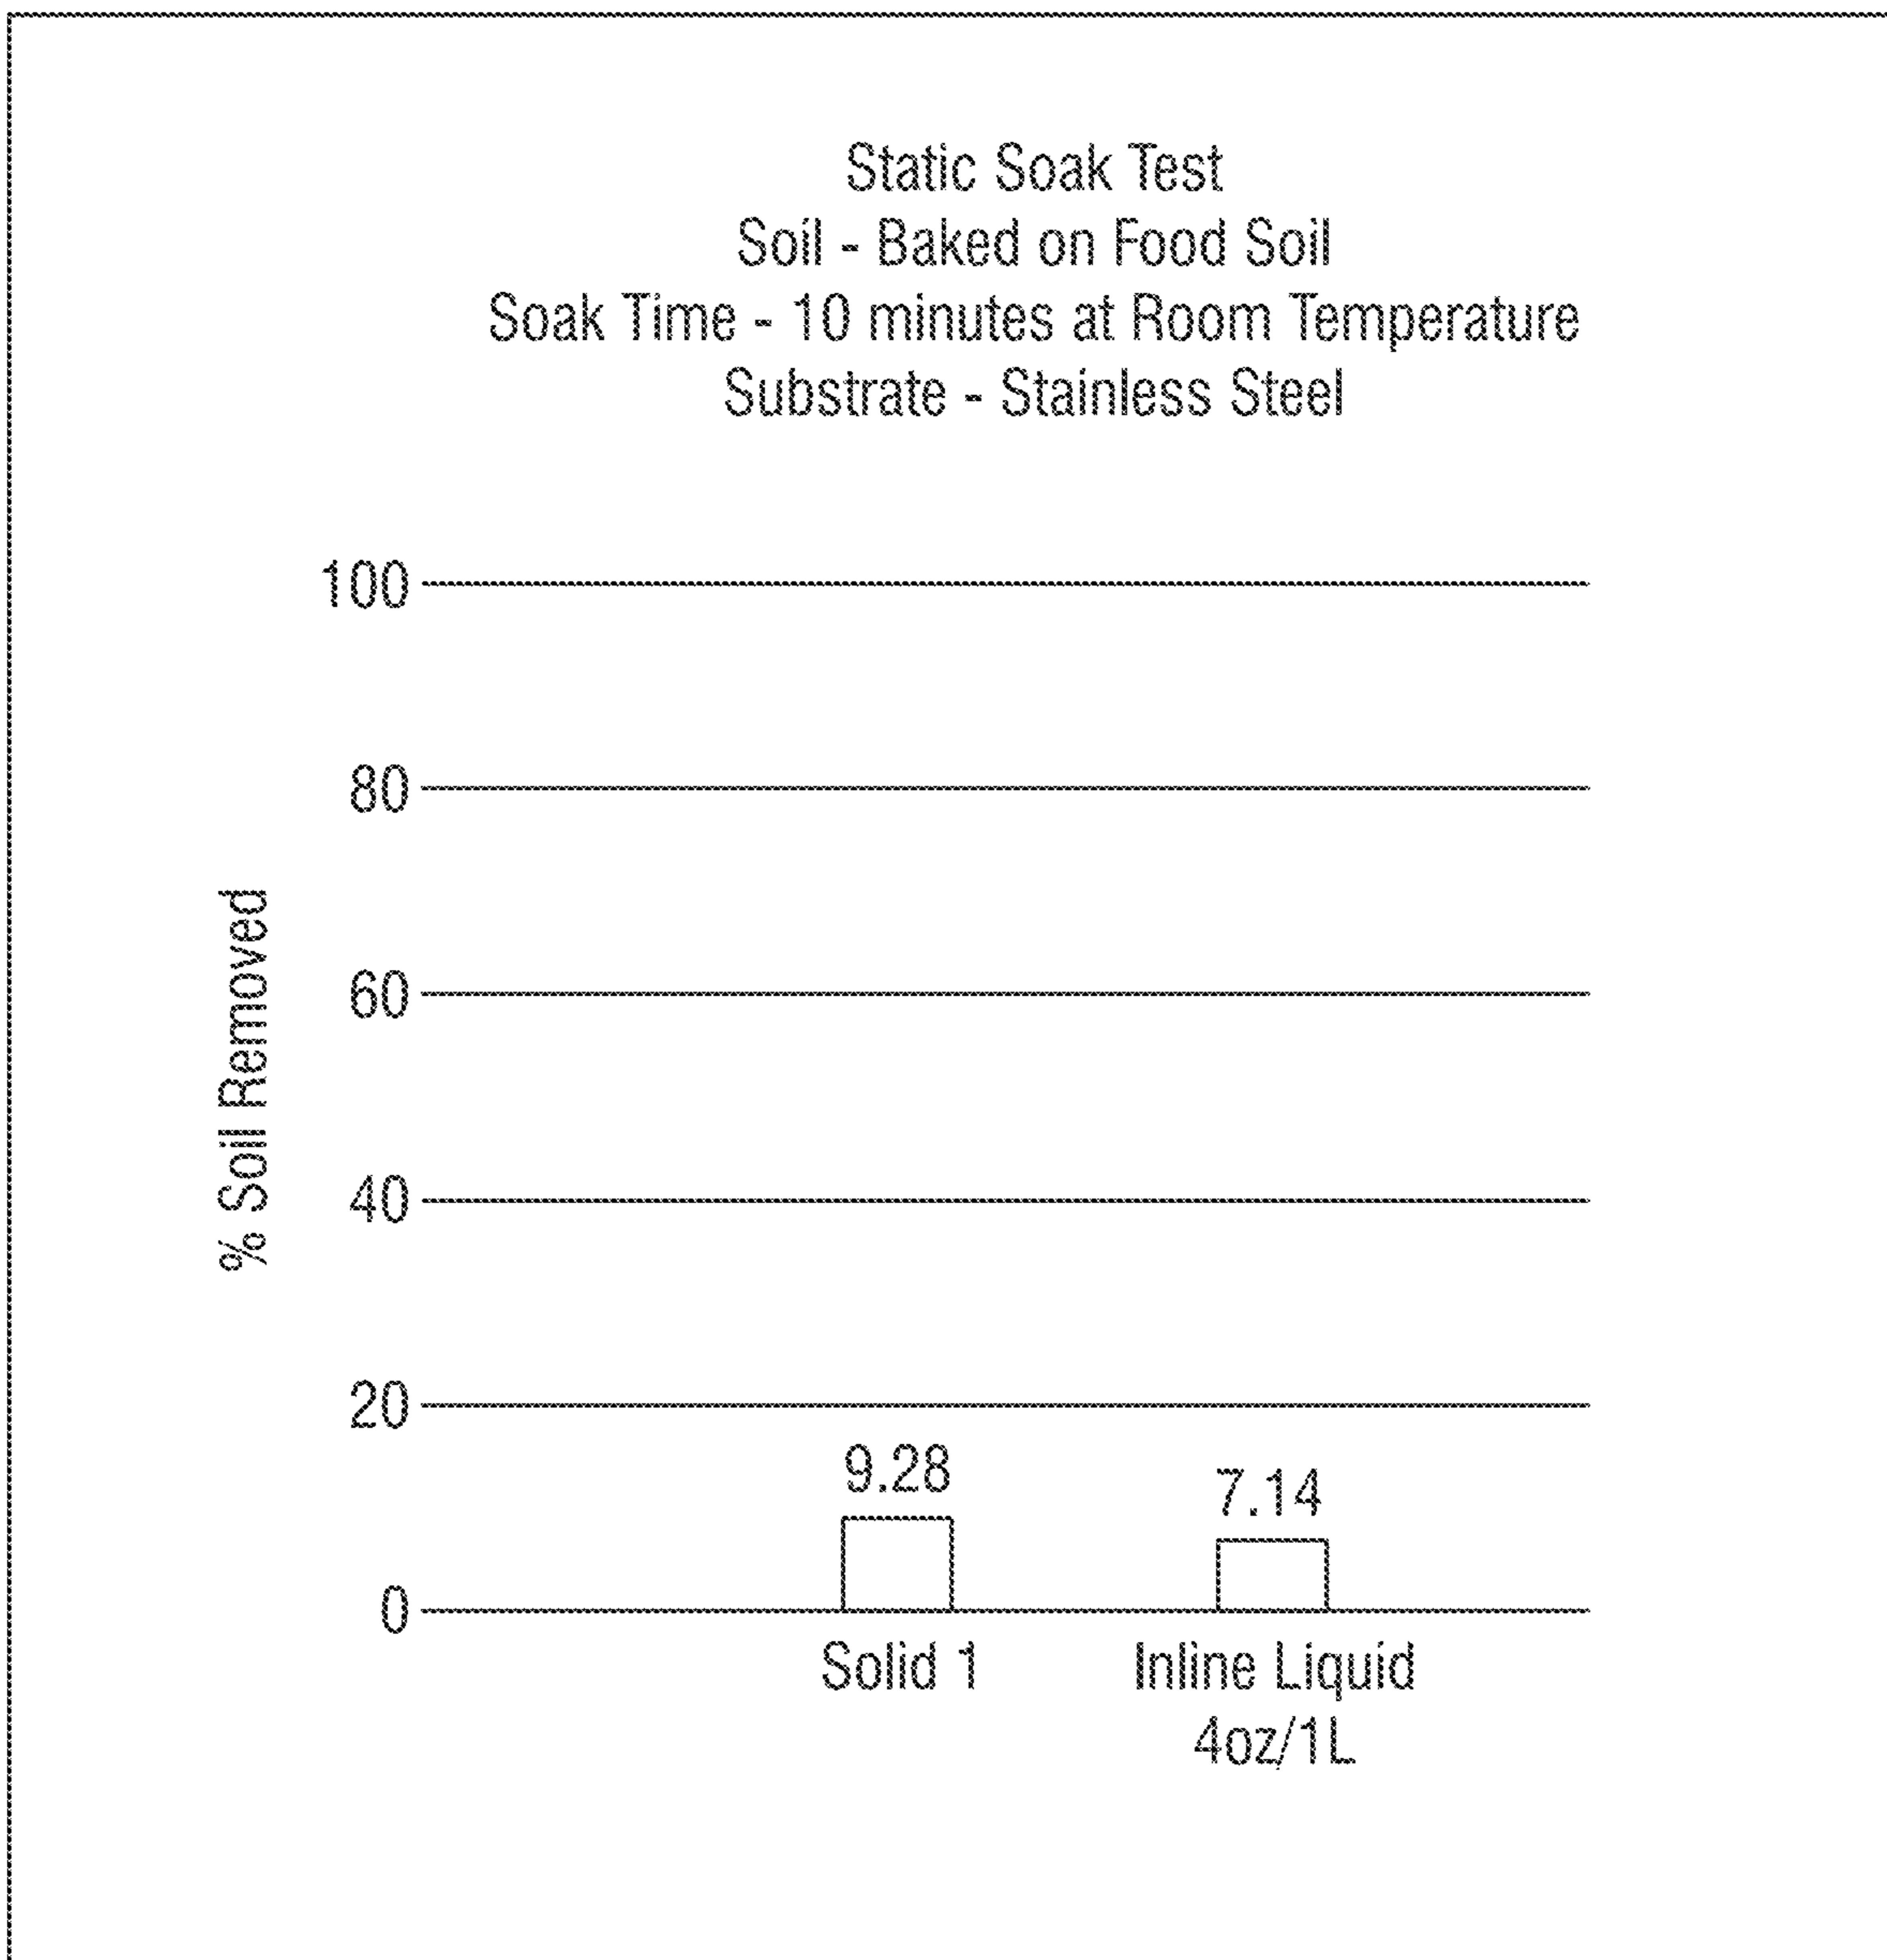 Static Soak Test
Soil - Baked on Food Soil
Soak Time - 10 minutes at Room Temperature
Substrate - Stainless Steel
% Soil Removed
100
80
60
40
20
0
9.28
7.14
Solid 1
Inline Liquid
4oz/1L